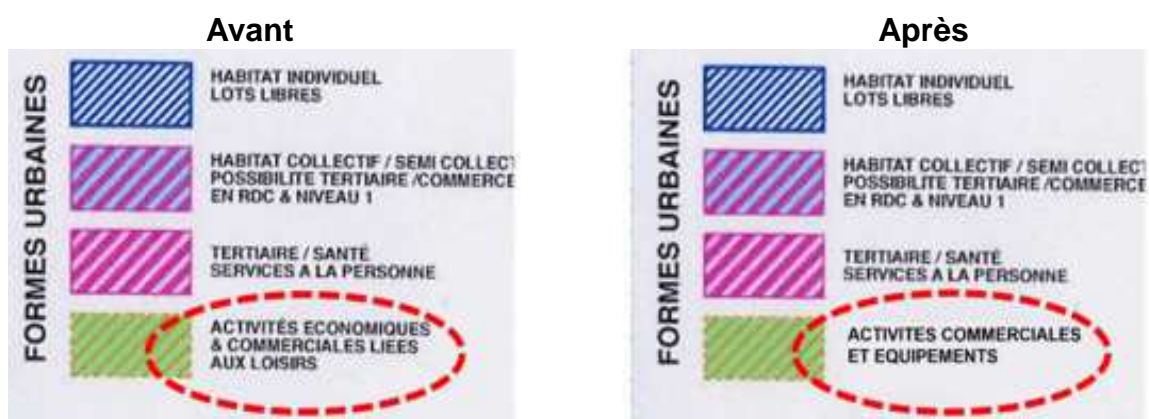 Avant
FORMES URBAINES
HABITAT INDIVIDUEL
LOTS LIBRES
HABITAT COLLECTIF / SEMI COLLECT
POSSIBILITE TERTIAIRE /COMMERCE
EN RDC & NIVEAU 1
TERTIAIRE / SANTÉ
SERVICES A LA PERSONNE
ACTIVITÉS ECONOMIQUES
& COMMERCIALES LIEES
AUX LOISIRS
Après
FORMES URBAINES
HABITAT INDIVIDUEL
LOTS LIBRES
HABITAT COLLECTIF / SEMI COLLECT
POSSIBILITE TERTIAIRE /COMMERCE
EN RDC & NIVEAU 1
TERTIAIRE / SANTÉ
SERVICES A LA PERSONNE
ACTIVITES COMMERCIALES
ET EQUIPEMENTS